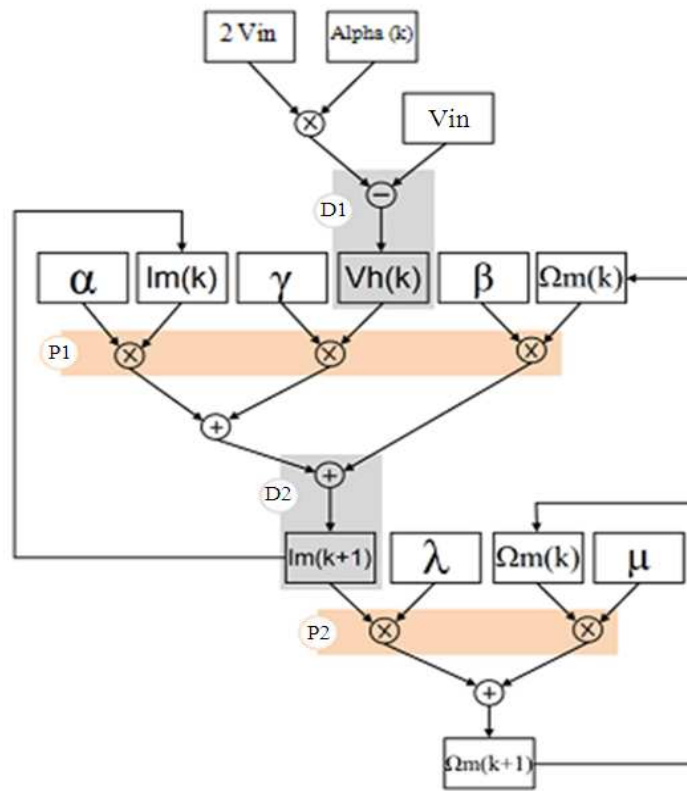 2 Vin
Alpha (k)
×
Vin
−
D1
α
Im(k)
γ
Vh(k)
β
Ωm(k)
P1
×
×
×
+
+
D2
Im(k+1)
λ
Ωm(k)
μ
P2
×
×
+
Ωm(k+1)